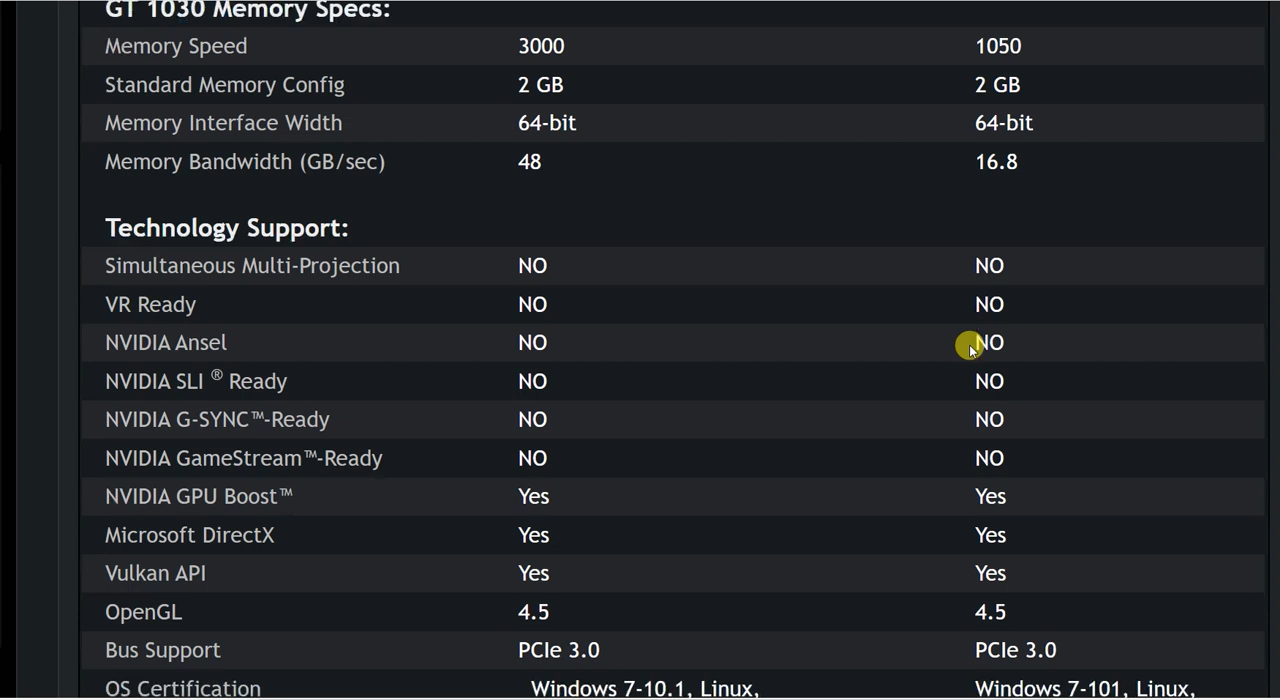 GT 1030 Memory Specs:
Memory Speed 3000 1050
Standard Memory Config 2 GB 2 GB
Memory Interface Width 64-bit 64-bit
Memory Bandwidth (GB/sec) 48 16.8
Technology Support:
Simultaneous Multi-Projection NO NO
VR Ready NO NO
NVIDIA Ansel NO NO
NVIDIA SLI ® Ready NO NO
NVIDIA G-SYNC™-Ready NO NO
NVIDIA GameStream™-Ready NO NO
NVIDIA GPU Boost™ Yes Yes
Microsoft DirectX Yes Yes
Vulkan API Yes Yes
OpenGL 4.5 4.5
Bus Support PCIe 3.0 PCIe 3.0
OS Certification Windows 7-10.1, Linux, Windows 7-101, Linux,